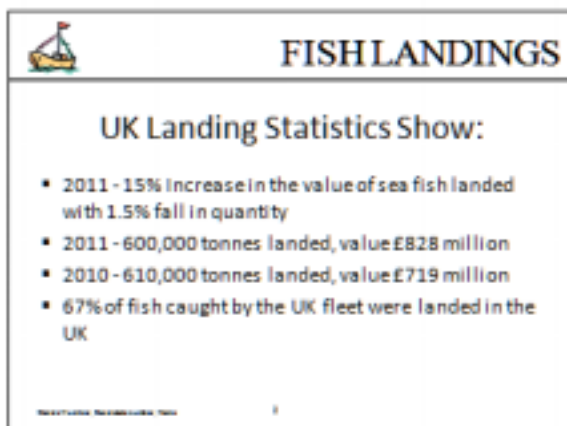 FISH LANDINGS
UK Landing Statistics Show:
▪ 2011 - 15% Increase in the value of sea fish landed
with 1.5% fall in quantity
▪ 2011 - 600,000 tonnes landed, value £828 million
▪ 2010 - 610,000 tonnes landed, value £719 million
▪ 67% of fish caught by the UK fleet were landed in the
UK